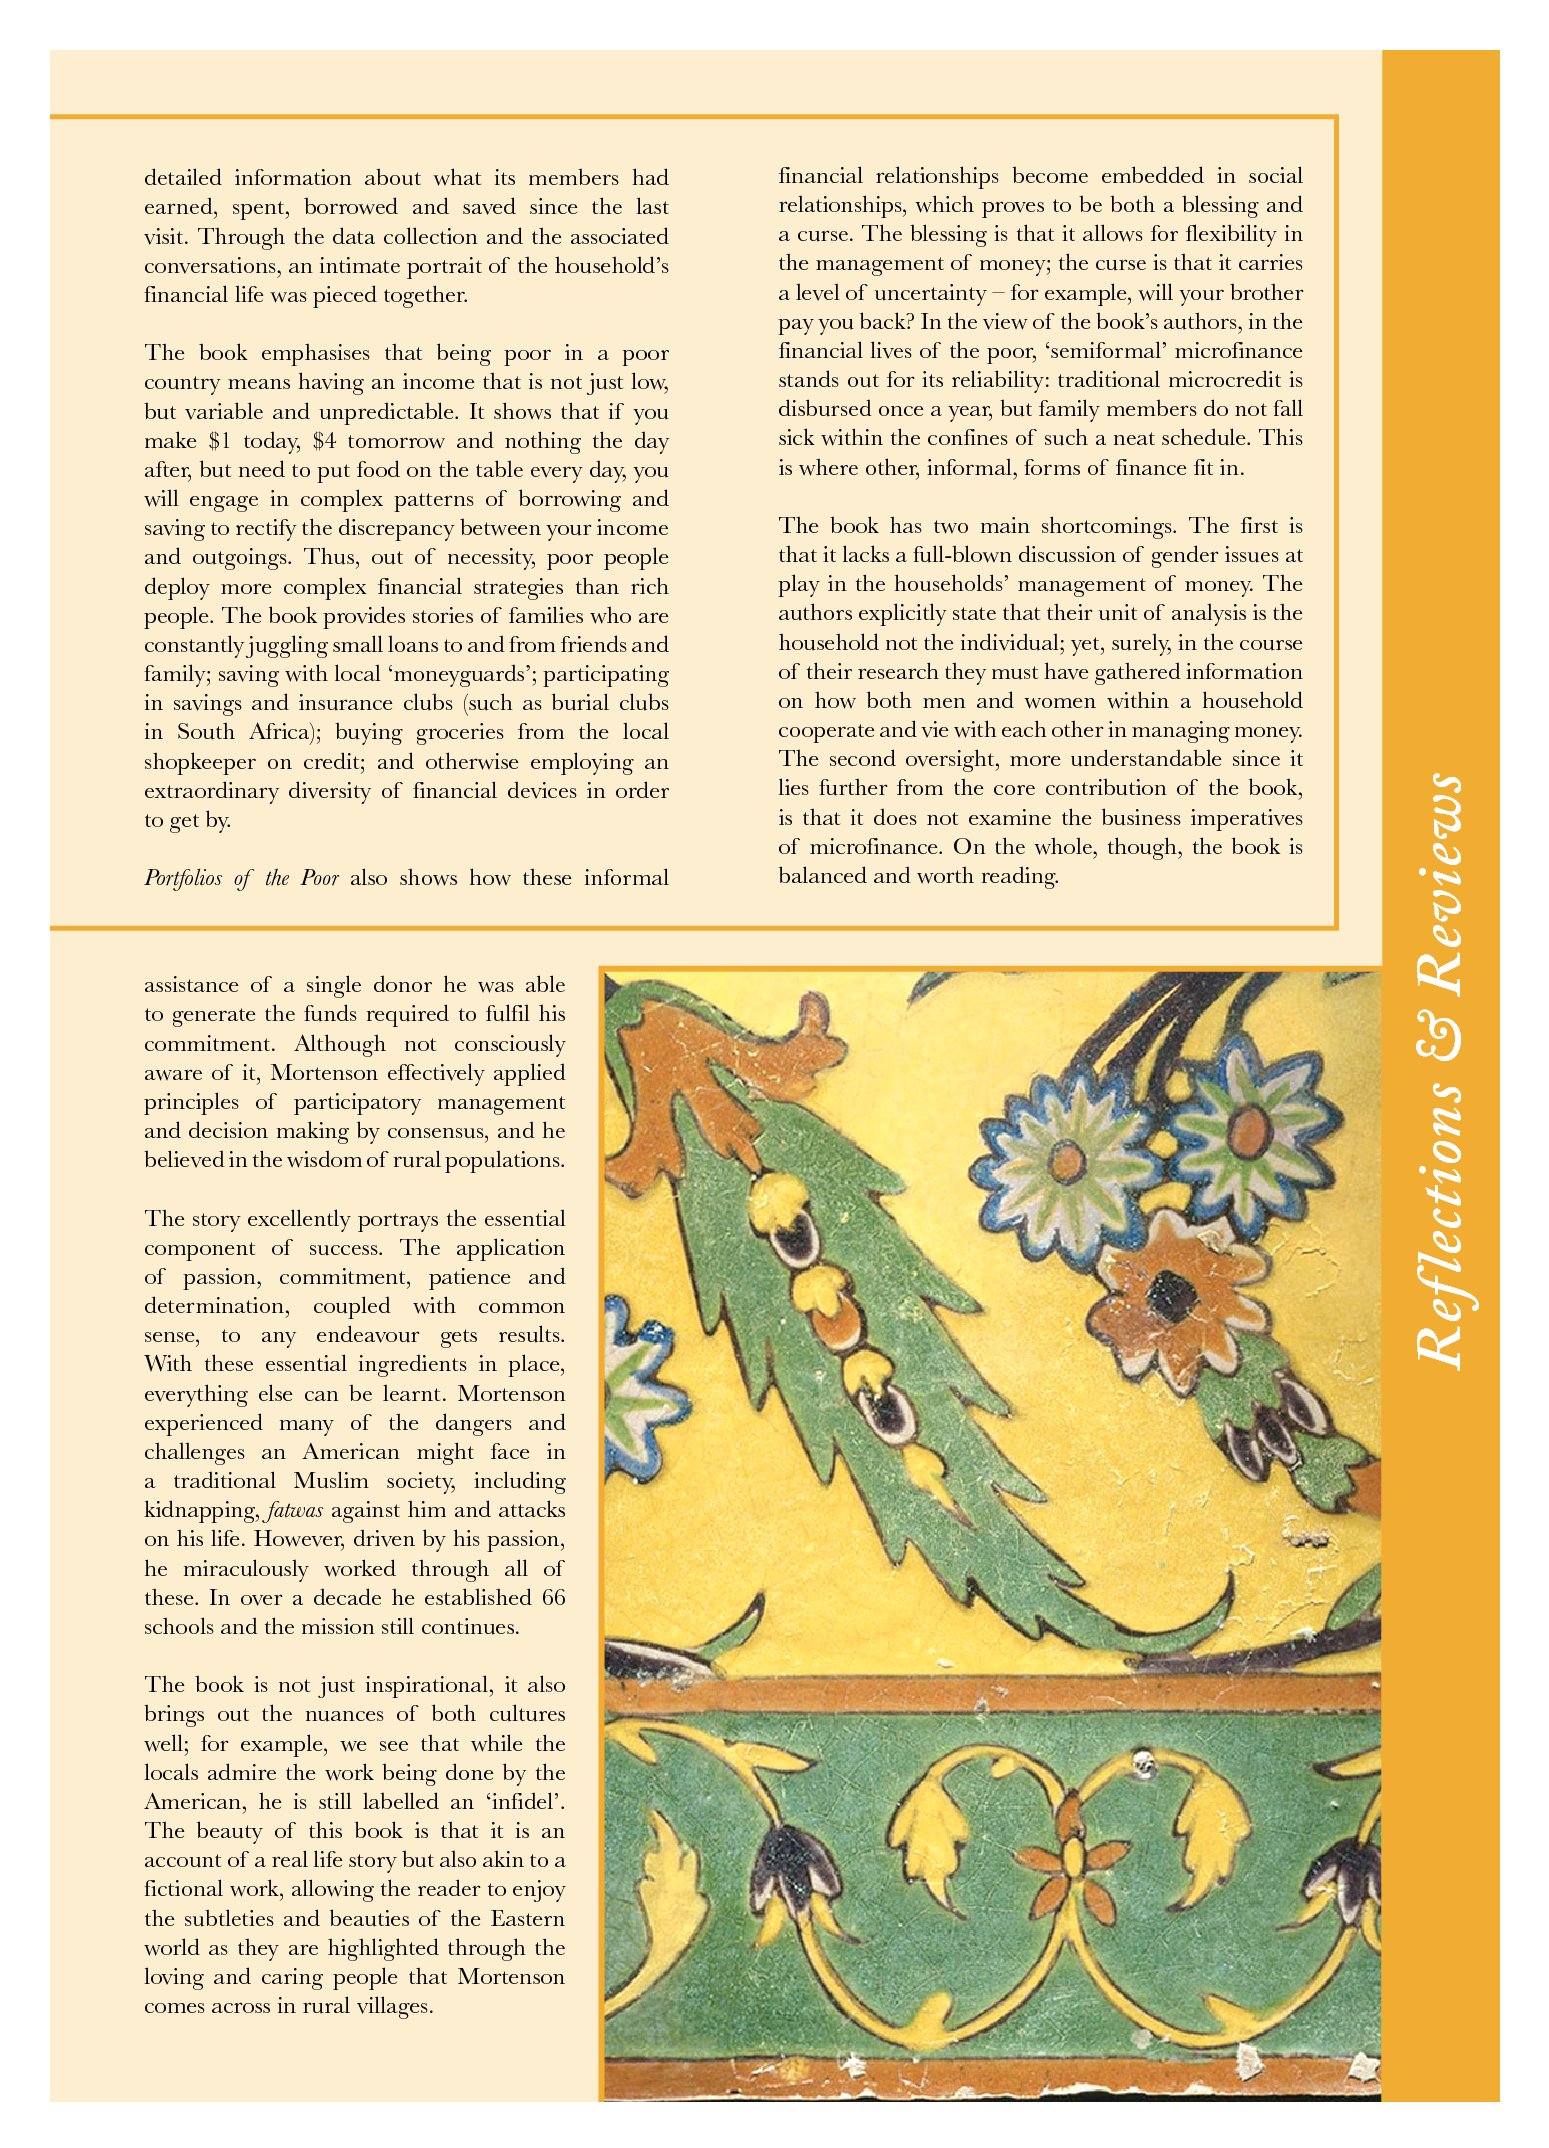 detailed information about what its members had
earned, spent, borrowed and saved since the last
visit. Through the data collection and the associated
conversations, an intimate portrait of the household’s
financial life was pieced together.
The book emphasises that being poor in a poor
country means having an income that is not just low,
but variable and unpredictable. It shows that if you
make $1 today, $4 tomorrow and nothing the day
after, but need to put food on the table every day, you
will engage in complex patterns of borrowing and
saving to rectify the discrepancy between your income
and outgoings. Thus, out of necessity, poor people
deploy more complex financial strategies than rich
people. The book provides stories of families who are
constantly juggling small loans to and from friends and
family; saving with local ‘moneyguards’; participating
in savings and insurance clubs (such as burial clubs
in South Africa); buying groceries from the local
shopkeeper on credit; and otherwise employing an
extraordinary diversity of financial devices in order
to get by.
Portfolios of the Poor also shows how these informal
financial relationships become embedded in social
relationships, which proves to be both a blessing and
a curse. The blessing is that it allows for flexibility in
the management of money; the curse is that it carries
a level of uncertainty – for example, will your brother
pay you back? In the view of the book’s authors, in the
financial lives of the poor, ‘semiformal’ microfinance
stands out for its reliability: traditional microcredit is
disbursed once a year, but family members do not fall
sick within the confines of such a neat schedule. This
is where other, informal, forms of finance fit in.
The book has two main shortcomings. The first is
that it lacks a full-blown discussion of gender issues at
play in the households’ management of money. The
authors explicitly state that their unit of analysis is the
household not the individual; yet, surely, in the course
of their research they must have gathered information
on how both men and women within a household
cooperate and vie with each other in managing money.
The second oversight, more understandable since it
lies further from the core contribution of the book,
is that it does not examine the business imperatives
of microfinance. On the whole, though, the book is
balanced and worth reading.
assistance of a single donor he was able
to generate the funds required to fulfil his
commitment. Although not consciously
aware of it, Mortenson effectively applied
principles of participatory management
and decision making by consensus, and he
believed in the wisdom of rural populations.
The story excellently portrays the essential
component of success. The application
of passion, commitment, patience and
determination, coupled with common
sense, to any endeavour gets results.
With these essential ingredients in place,
everything else can be learnt. Mortenson
experienced many of the dangers and
challenges an American might face in
a traditional Muslim society, including
kidnapping, fatwas against him and attacks
on his life. However, driven by his passion,
he miraculously worked through all of
these. In over a decade he established 66
schools and the mission still continues.
The book is not just inspirational, it also
brings out the nuances of both cultures
well; for example, we see that while the
locals admire the work being done by the
American, he is still labelled an ‘infidel’.
The beauty of this book is that it is an
account of a real life story but also akin to a
fictional work, allowing the reader to enjoy
the subtleties and beauties of the Eastern
world as they are highlighted through the
loving and caring people that Mortenson
comes across in rural villages.
Reflections & Reviews